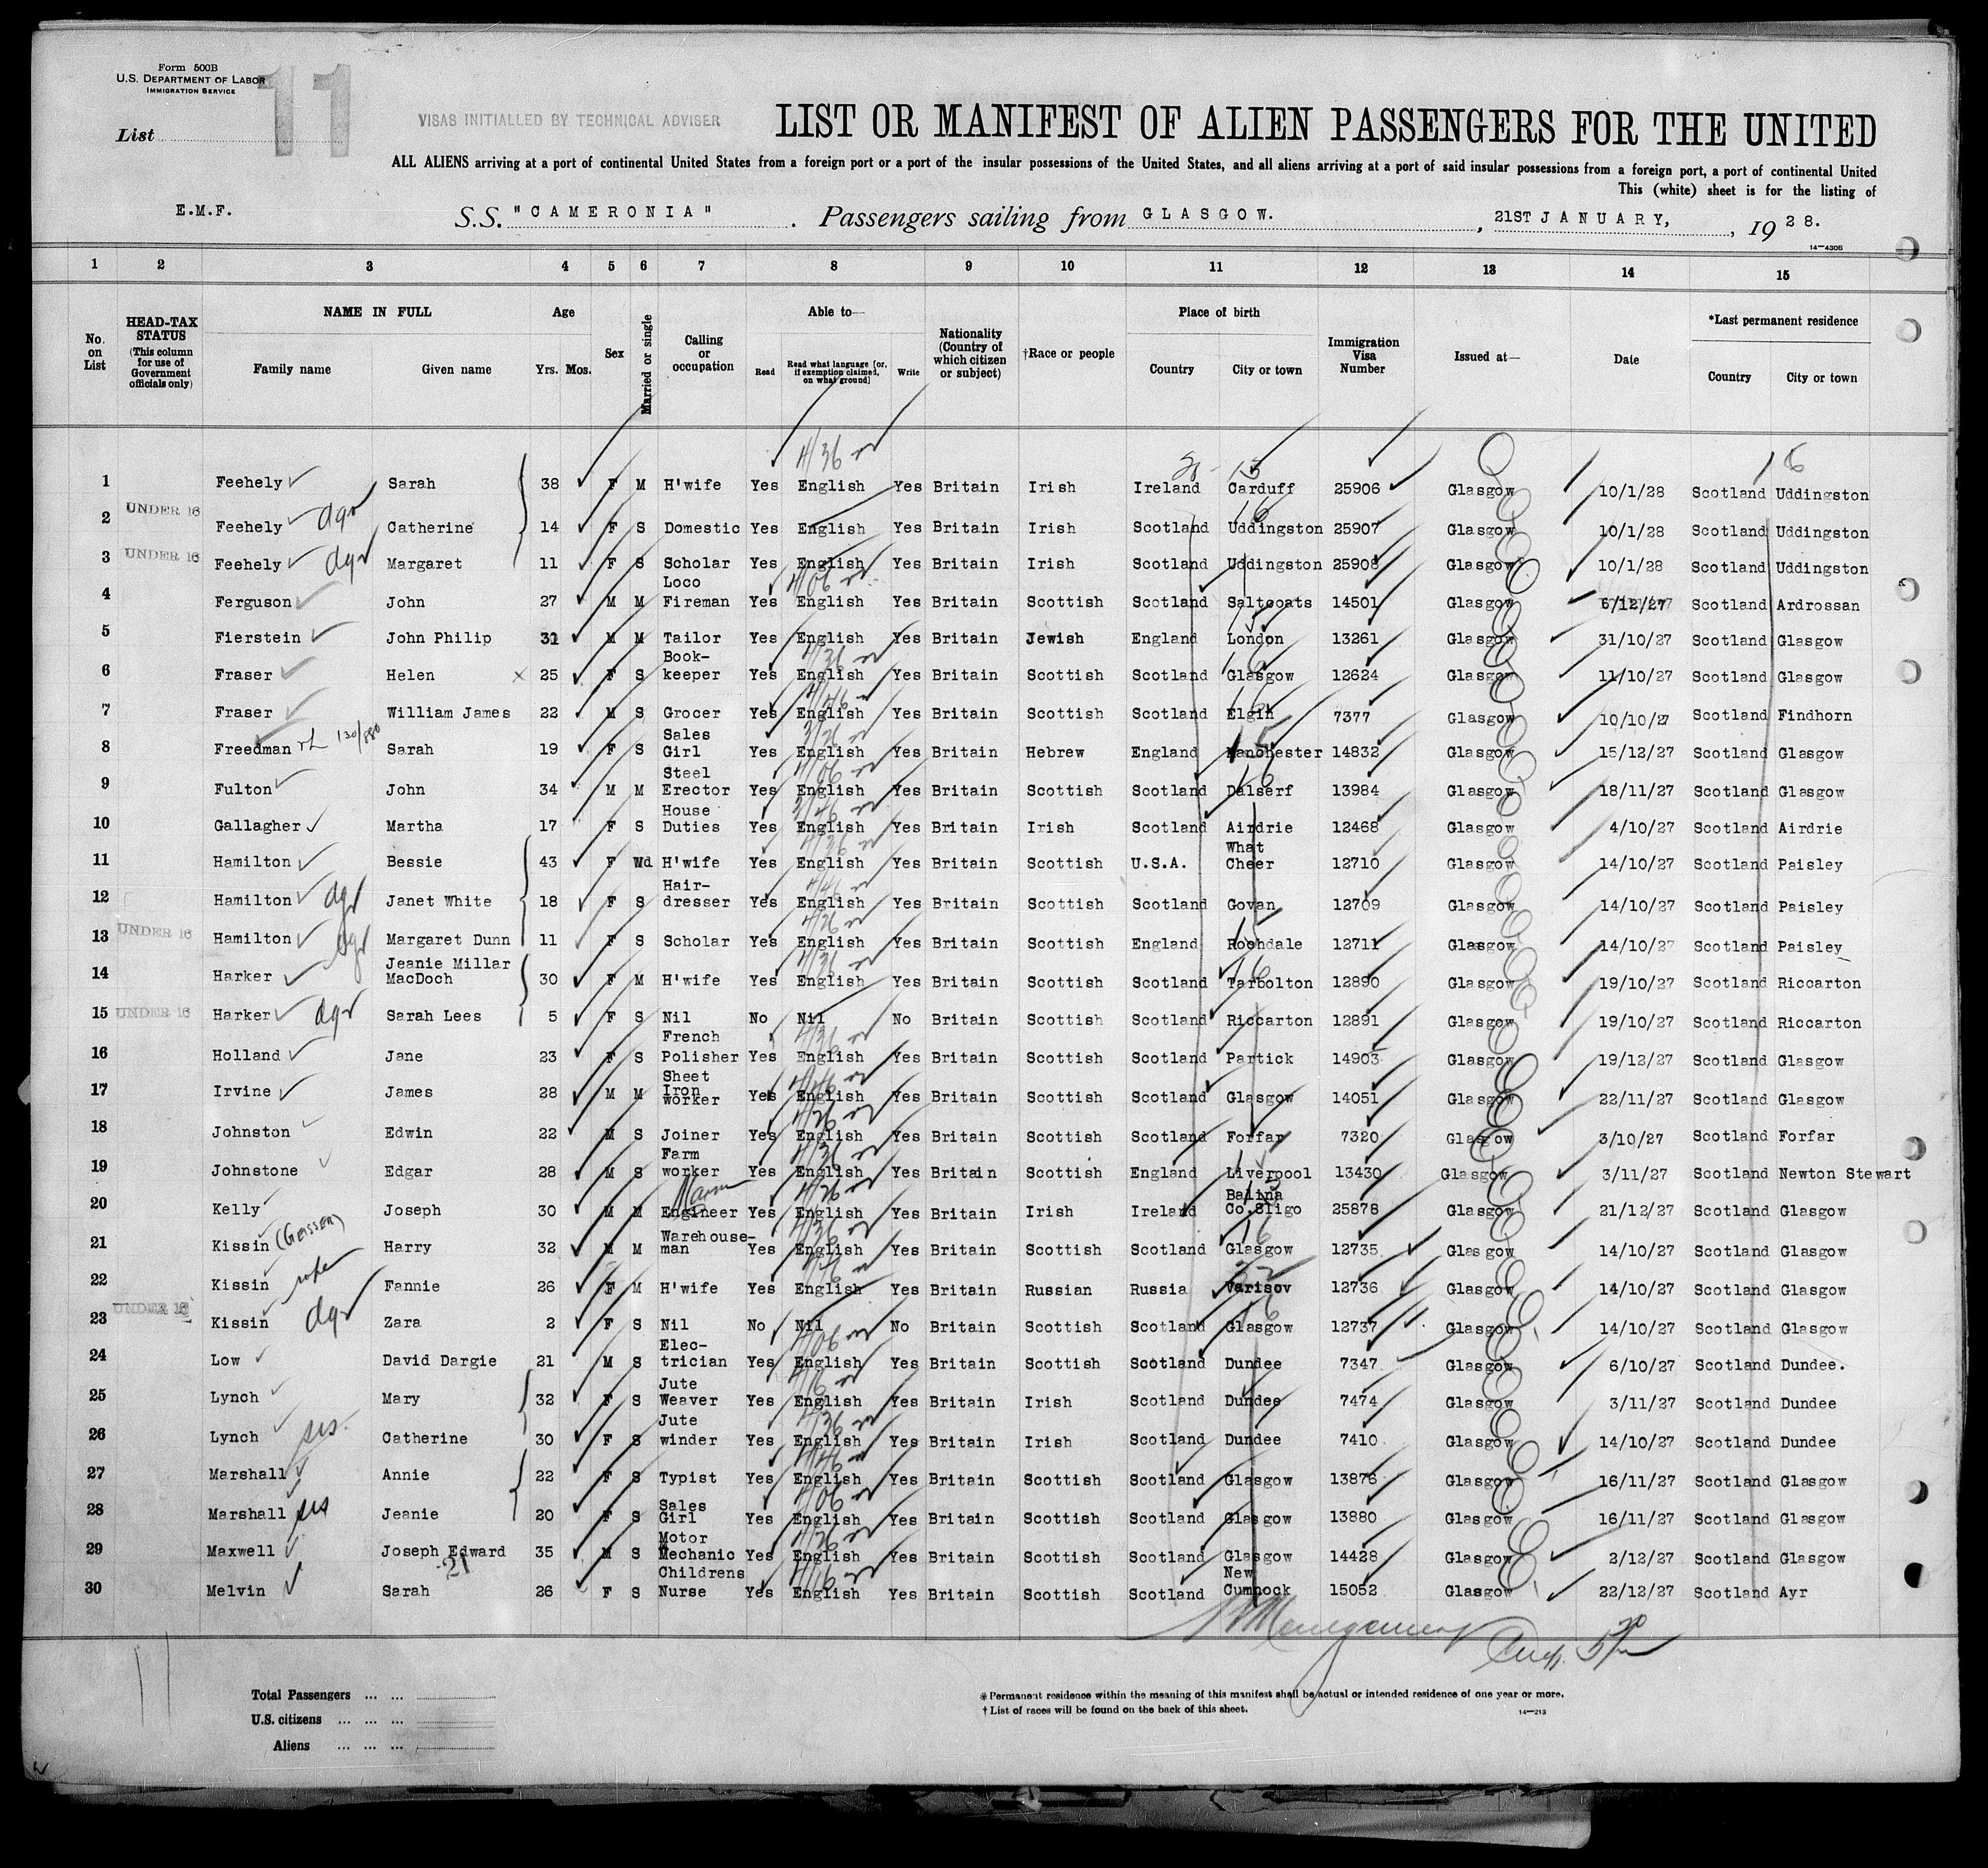 Form 500B
U.S. DEPARTMENT OF LABOR
IMMIGRATION SERVICE
11
List
VISAS INITIALLED BY TECHNICAL ADVISER
LIST OR MANIFEST OF ALIEN PASSENGERS FOR THE UNITED
ALL ALIENS arriving at a port of continental United States from a foreign port or a port of the insular possessions of the United States, and all aliens arriving at a port of said insular possessions from a foreign port, a port of continental United
This (white) sheet is for the listing of
E.M.F.
S.S. "CAMERONIA" . Passengers sailing from GLASGOW. , 21ST JANUARY, , 19 28.
14—4306
1 2 3 4 5 6 7 8 9 10 11 12 13 14 15
No. on List
HEAD-TAX STATUS (This column for use of Government officials only)
NAME IN FULL
Family name Given name
Age
Yrs. Mos.
Sex
Married or single
Calling or occupation
Able to—
Read
Read what language [or, if exemption claimed, on what ground]
Write
Nationality (Country of which citizen or subject)
†Race or people
Place of birth
Country City or town
Immigration Visa Number
Issued at—
Date
*Last permanent residence
Country City or town
1 Feehely Sarah 38 F M H'wife Yes English Yes Britain Irish Ireland Carduff 25906 Glasgow 10/1/28 Scotland Uddingston
2 UNDER 16 Feehely dgr Catherine 14 F S Domestic Yes English Yes Britain Irish Scotland Uddingston 25907 Glasgow 10/1/28 Scotland Uddingston
3 UNDER 16 Feehely dgr Margaret 11 F S Scholar Yes English Yes Britain Irish Scotland Uddingston 25908 Glasgow 10/1/28 Scotland Uddingston
4 Ferguson John 27 M M Loco Fireman Yes English Yes Britain Scottish Scotland Saltcoats 14501 Glasgow 6/12/27 Scotland Ardrossan
5 Fierstein John Philip 31 M M Tailor Yes English Yes Britain Jewish England London 13261 Glasgow 31/10/27 Scotland Glasgow
6 Fraser Helen x 25 F S Book-keeper Yes English Yes Britain Scottish Scotland Glasgow 12624 Glasgow 11/10/27 Scotland Glasgow
7 Fraser William James 22 M S Grocer Yes English Yes Britain Scottish Scotland Elgin 7377 Glasgow 10/10/27 Scotland Findhorn
8 Freedman 130/880 Sarah 19 F S Sales Girl Yes English Yes Britain Hebrew England Manchester 14832 Glasgow 15/12/27 Scotland Glasgow
9 Fulton John 34 M M Steel Erector Yes English Yes Britain Scottish Scotland Dalserf 13984 Glasgow 18/11/27 Scotland Glasgow
10 Gallagher Martha 17 F S House Duties Yes English Yes Britain Irish Scotland Airdrie 12468 Glasgow 4/10/27 Scotland Airdrie
11 Hamilton Bessie 43 F Wd H'wife Yes English Yes Britain Scottish U.S.A. What Cheer 12710 Glasgow 14/10/27 Scotland Paisley
12 Hamilton dgr Janet White 18 F S Hair-dresser Yes English Yes Britain Scottish Scotland Govan 12709 Glasgow 14/10/27 Scotland Paisley
13 UNDER 16 Hamilton dgr Margaret Dunn 11 F S Scholar Yes English Yes Britain Scottish England Roshdale 12711 Glasgow 14/10/27 Scotland Paisley
14 Harker Jeanie Millar MacDoch 30 F M H'wife Yes English Yes Britain Scottish Scotland Tarbolton 12890 Glasgow 19/10/27 Scotland Riccarton
15 UNDER 16 Harker dgr Sarah Lees 5 F S Nil No Nil No Britain Scottish Scotland Riccarton 12891 Glasgow 19/10/27 Scotland Riccarton
16 Holland Jane 23 F S French Polisher Yes English Yes Britain Scottish Scotland Partick 14903 Glasgow 19/12/27 Scotland Glasgow
17 Irvine James 28 M M Sheet Iron worker Yes English Yes Britain Scottish Scotland Glasgow 14051 Glasgow 22/11/27 Scotland Glasgow
18 Johnston Edwin 22 M S Joiner Yes English Yes Britain Scottish Scotland Forfar 7320 Glasgow 3/10/27 Scotland Forfar
19 Johnstone Edgar 28 M S Farm worker Yes English Yes Britain Scottish England Liverpool 13430 Glasgow 3/11/27 Scotland Newton Stewart
20 Kelly Joseph 30 M M Engineer Yes English Yes Britain Irish Ireland Balina Co.Sligo 25878 Glasgow 21/12/27 Scotland Glasgow
21 Kissin (Geissen) Harry 32 M M Warehouse-man Yes English Yes Britain Scottish Scotland Glasgow 12735 Glasgow 14/10/27 Scotland Glasgow
22 Kissin wife Fannie 26 F M H'wife Yes English Yes Britain Russian Russia Varisov 12736 Glasgow 14/10/27 Scotland Glasgow
23 UNDER 16 Kissin dgr Zara 2 F S Nil No Nil No Britain Scottish Scotland Glasgow 12737 Glasgow 14/10/27 Scotland Glasgow
24 Low David Dargie 21 M S Elec-trician Yes English Yes Britain Scottish Scotland Dundee 7347 Glasgow 6/10/27 Scotland Dundee.
25 Lynch Mary 32 F S Jute Weaver Yes English Yes Britain Irish Scotland Dundee 7474 Glasgow 3/11/27 Scotland Dundee
26 Lynch sis. Catherine 30 F S Jute winder Yes English Yes Britain Irish Scotland Dundee 7410 Glasgow 14/10/27 Scotland Dundee
27 Marshall Annie 22 F S Typist Yes English Yes Britain Scottish Scotland Glasgow 13876 Glasgow 16/11/27 Scotland Glasgow
28 Marshall sis Jeanie 20 F S Sales Girl Yes English Yes Britain Scottish Scotland Glasgow 13880 Glasgow 16/11/27 Scotland Glasgow
29 Maxwell Joseph Edward 35 M S Motor Mechanic Yes English Yes Britain Scottish Scotland Glasgow 14428 Glasgow 2/12/27 Scotland Glasgow
21
30 Melvin Sarah 26 F S Childrens Nurse Yes English Yes Britain Scottish Scotland New Cumnock 15052 Glasgow 22/12/27 Scotland Ayr
11
Total Passengers ... ...
U.S. citizens ... ... ...
Aliens ... ... ...
*Permanent residence within the meaning of this manifest shall be actual or intended residence of one year or more.
†List of races will be found on the back of this sheet.
14—213